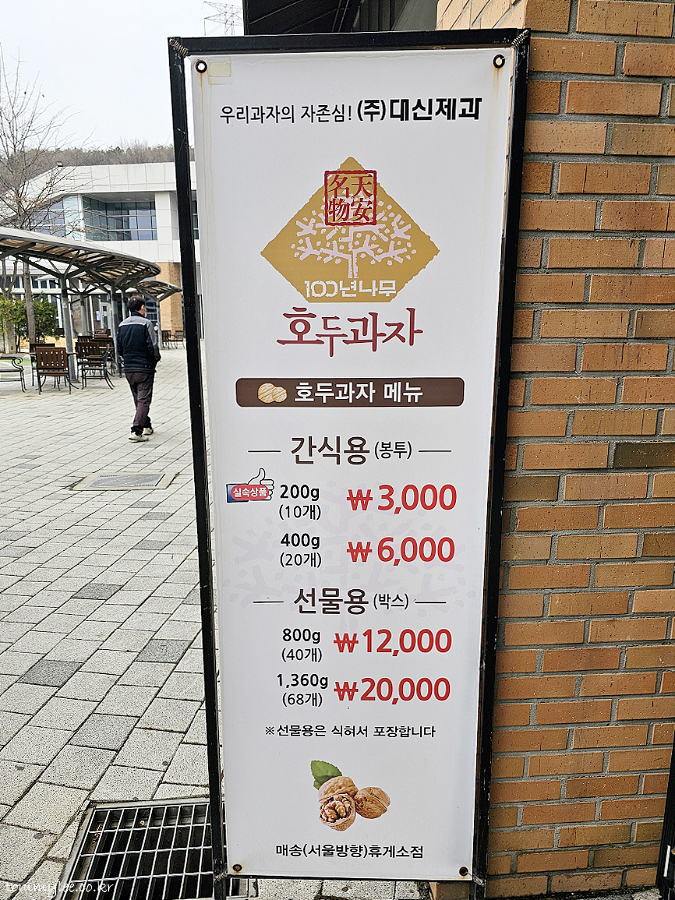 우리과자의 자존심! (주)대신제과
名天
物安
100년나무
호두과자
호두과자 메뉴
간식용 (봉투)
실속상품 200g ₩3,000
(10개)
400g ₩6,000
(20개)
선물용 (박스)
800g ₩12,000
(40개)
1,360g ₩20,000
(68개)
※선물용은 식혀서 포장합니다
매송(서울방향)휴게소점
tommylee.co.kr